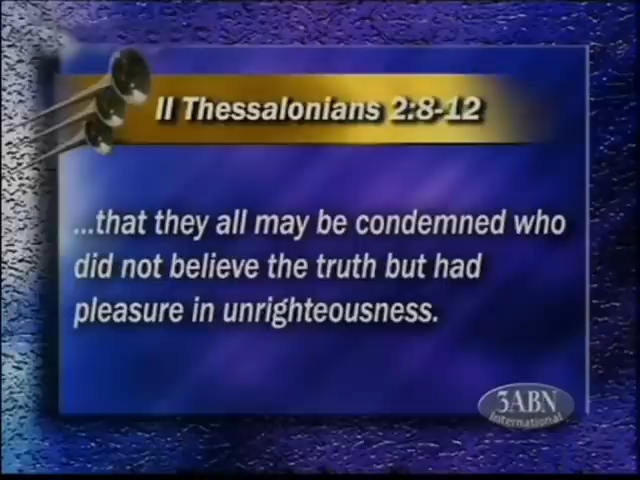 II Thessalonians 2:8-12
...that they all may be condemned who
did not believe the truth but had
pleasure in unrighteousness.
3ABN
International